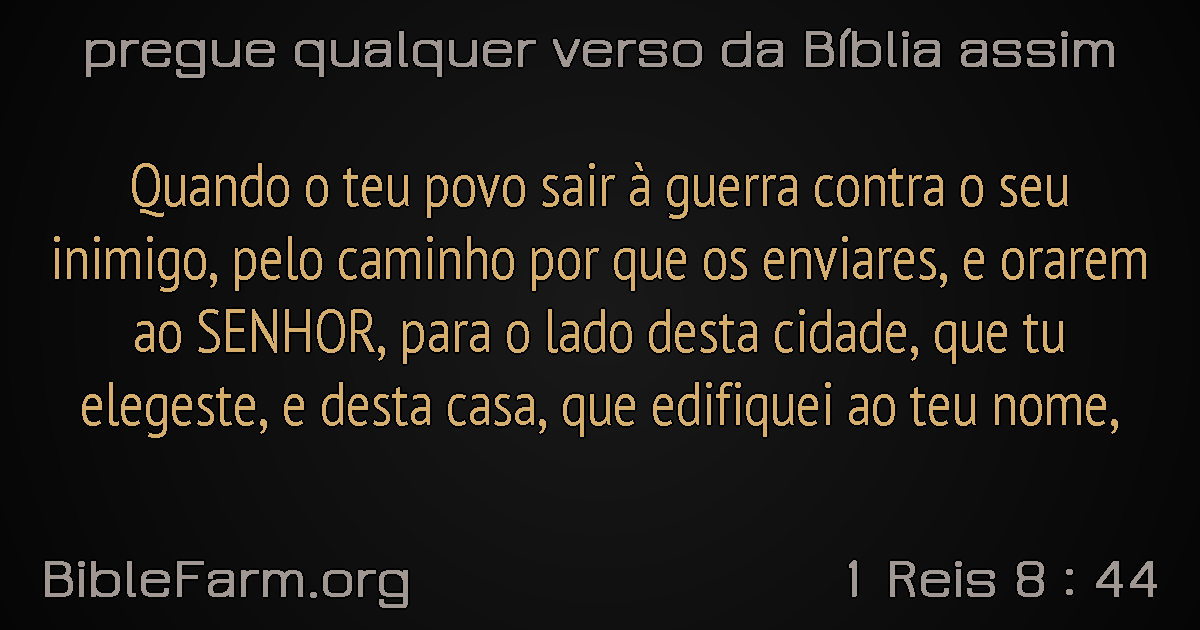 pregue qualquer verso da Bíblia assim
Quando o teu povo sair à guerra contra o seu
inimigo, pelo caminho por que os enviares, e orarem
ao SENHOR, para o lado desta cidade, que tu
elegeste, e desta casa, que edifiquei ao teu nome,
BibleFarm.org
1 Reis 8 : 44